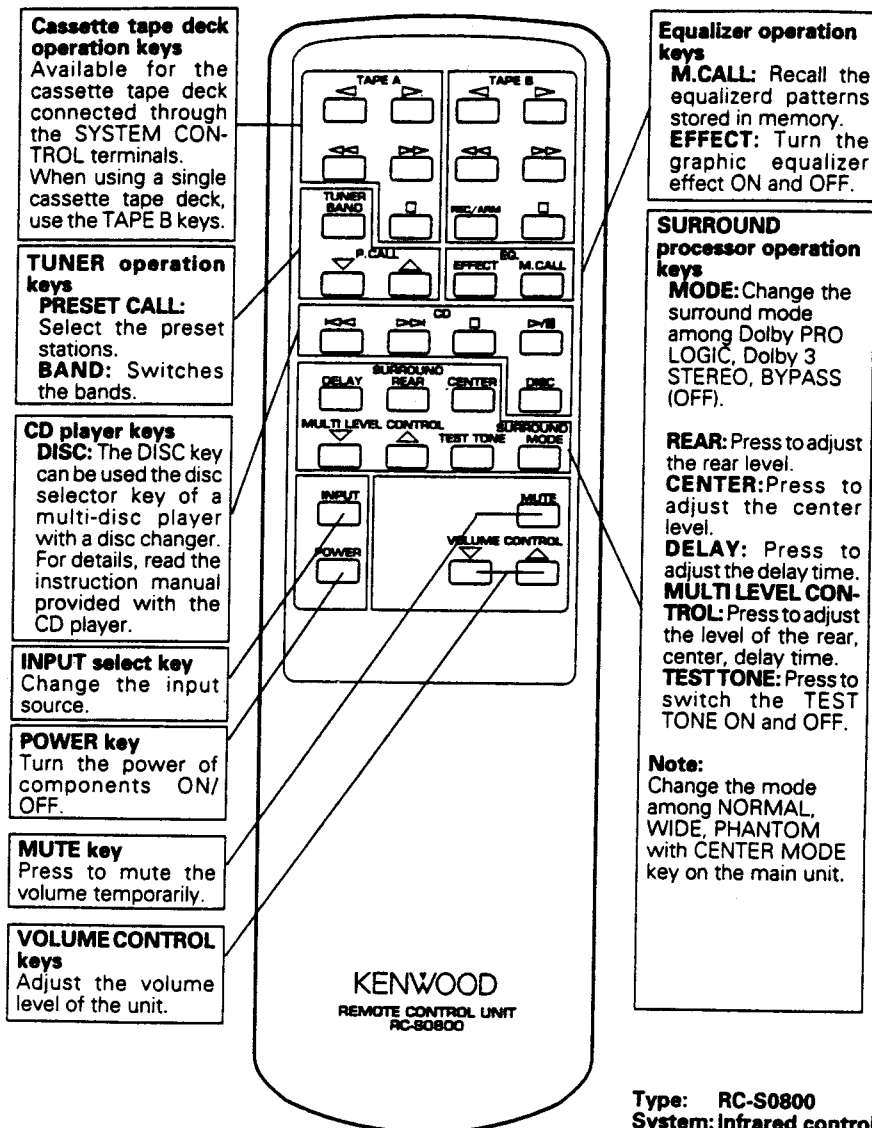 Cassette tape deck
operation keys
Available for the
cassette tape deck
connected through
the SYSTEM CON-
TROL terminals.
When using a single
cassette tape deck,
use the TAPE B keys.
TUNER operation
keys
PRESET CALL:
Select the preset
stations.
BAND: Switches
the bands.
CD player keys
DISC: The DISC key
can be used the disc
selector key of a
multi-disc player
with a disc changer.
For details, read the
instruction manual
provided with the
CD player.
INPUT select key
Change the input
source.
POWER key
Turn the power of
components ON/
OFF.
MUTE key
Press to mute the
volume temporarily.
VOLUME CONTROL
keys
Adjust the volume
level of the unit.
TAPE A TAPE B
TUNER
BAND REC/ARM
P.CALL EQ.
EFFECT M.CALL
CD
SURROUND
DELAY REAR CENTER DISC
MULTI LEVEL CONTROL SURROUND
TEST TONE MODE
INPUT MUTE
POWER VOLUME CONTROL
KENWOOD
REMOTE CONTROL UNIT
RC-S0800
Equalizer operation
keys
M.CALL: Recall the
equalizerd patterns
stored in memory.
EFFECT: Turn the
graphic equalizer
effect ON and OFF.
SURROUND
processor operation
keys
MODE: Change the
surround mode
among Dolby PRO
LOGIC, Dolby 3
STEREO, BYPASS
(OFF).
REAR: Press to adjust
the rear level.
CENTER: Press to
adjust the center
level.
DELAY: Press to
adjust the delay time.
MULTI LEVEL CON-
TROL: Press to adjust
the level of the rear,
center, delay time.
TEST TONE: Press to
switch the TEST
TONE ON and OFF.
Note:
Change the mode
among NORMAL,
WIDE, PHANTOM
with CENTER MODE
key on the main unit.
Type: RC-S0800
System: Infrared control